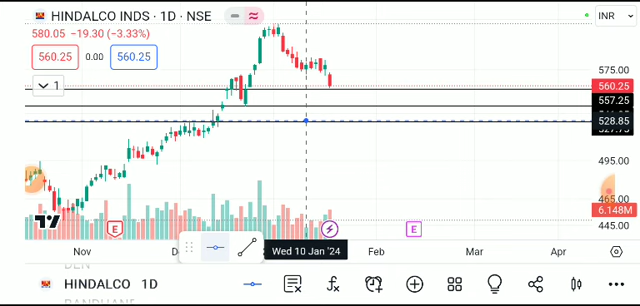 HINDALCO INDS · 1D · NSE
INR
580.05 −19.30 (−3.33%)
560.25 0.00 560.25
1
575.00
560.25
557.25
528.85
495.00
465.00
6.148M
445.00
E
E
Nov
Wed 10 Jan '24
Feb
Mar
Apr
HINDALCO 1D